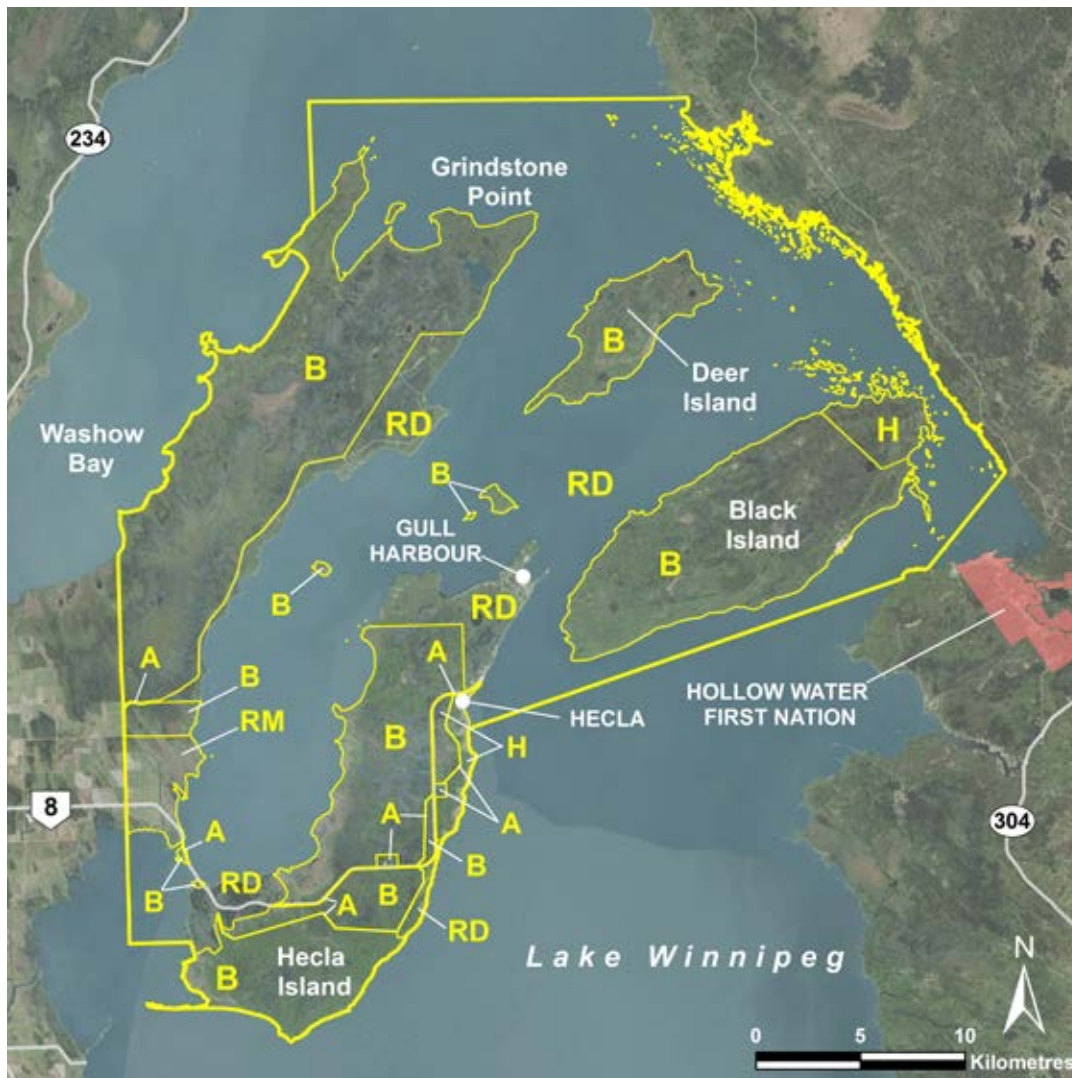 234
Grindstone
Point
B
B
Deer
Island
RD
H
Washow
Bay
B
RD
GULL
HARBOUR
Black
Island
B
B
RD
A
A
B
HOLLOW WATER
FIRST NATION
RM
HECLA
B
H
8
A
A
A
304
B
B
RD
B
A
RD
B
Hecla
Island
Lake Winnipeg
N
0 5 10
Kilometres